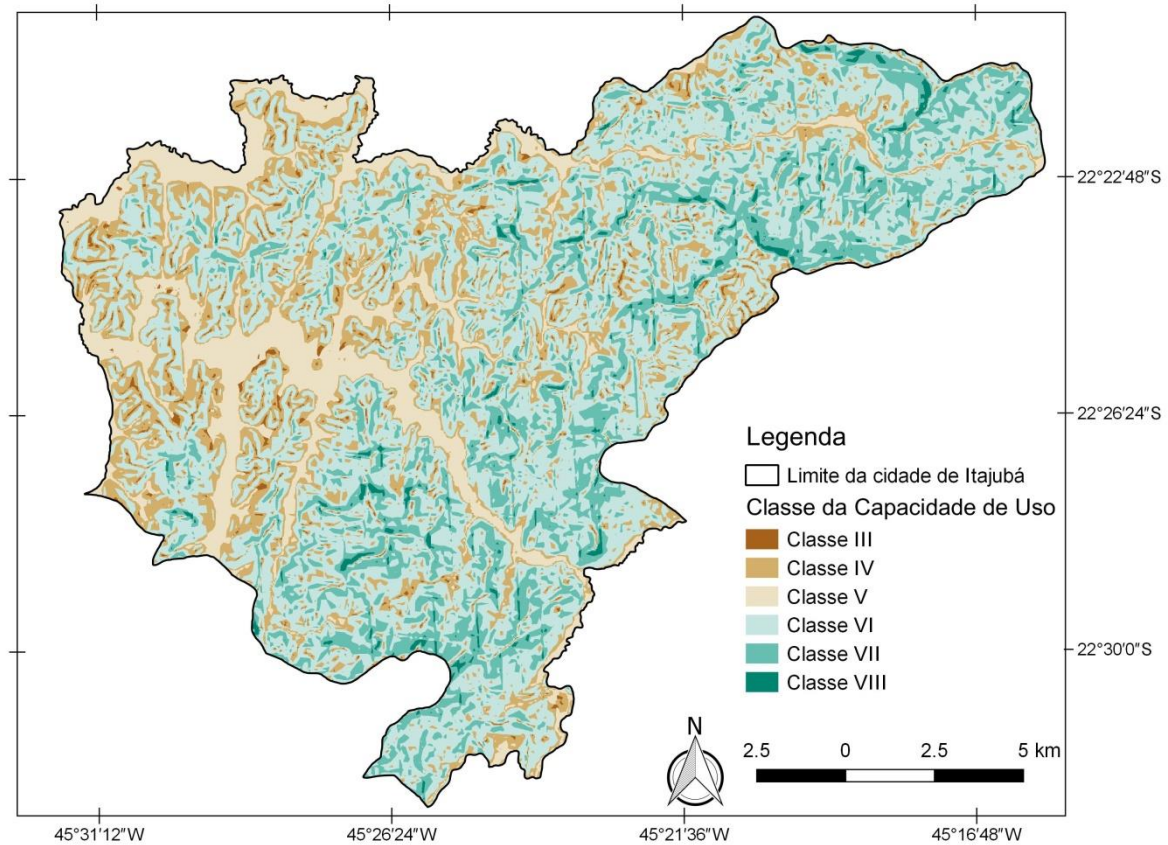 22°22'48"S
22°26'24"S
Legenda
Limite da cidade de Itajubá
Classe da Capacidade de Uso
Classe III
Classe IV
Classe V
Classe VI
Classe VII
Classe VIII
22°30'0"S
N
2.5 0 2.5 5 km
45°31'12"W 45°26'24"W 45°21'36"W 45°16'48"W